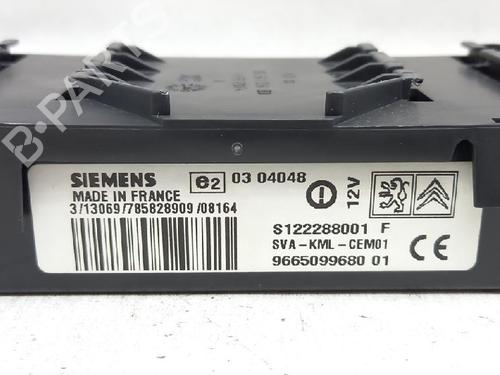 SIEMENS
MADE IN FRANCE
3/13069/785828909/08164
e2 03 04048
12V
S122288001 F
SVA-KML-CEM01
9665099680 01
CE
B-PARTS